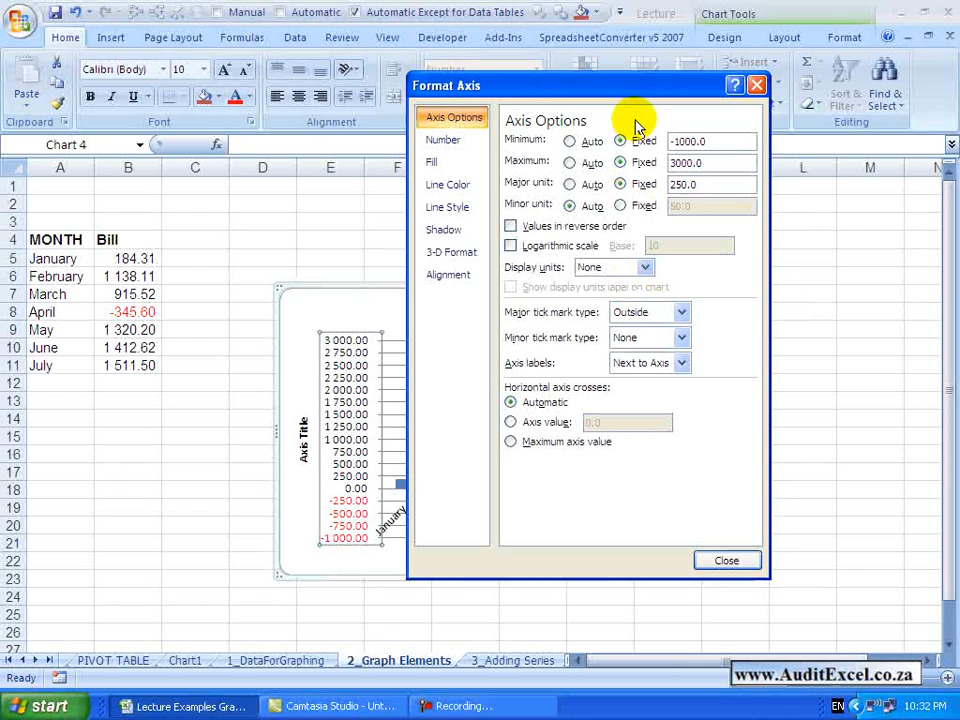 Manual Automatic Automatic Except for Data Tables Lecture... Chart Tools
Home Insert Page Layout Formulas Data Review View Developer Add-Ins SpreadsheetConverter v5 2007 Design Layout Format
Paste Calibri (Body) 10 A A Insert Σ Sort & Filter Find & Select
B I U A
Clipboard Font Alignment Editing
Chart 4 fx
Format Axis
A B C D E F L M N
1
2
3
4 MONTH Bill
5 January 184.31
6 February 1 138.11
7 March 915.52
8 April -345.60
9 May 1 320.20
10 June 1 412.62
11 July 1 511.50
12
13
14
15
16
17
18
19
20
21
22
23
24
25
26
27
Axis Title
3 000.00
2 750.00
2 500.00
2 250.00
2 000.00
1 750.00
1 500.00
1 250.00
1 000.00
750.00
500.00
250.00
0.00
-250.00
-500.00
-750.00
-1 000.00
January
Axis Options
Number
Fill
Line Color
Line Style
Shadow
3-D Format
Alignment
Axis Options
Minimum: Auto Fixed -1000.0
Maximum: Auto Fixed 3000.0
Major unit: Auto Fixed 250.0
Minor unit: Auto Fixed 50.0
Values in reverse order
Logarithmic scale Base: 10
Display units: None
Show display units label on chart
Major tick mark type: Outside
Minor tick mark type: None
Axis labels: Next to Axis
Horizontal axis crosses:
Automatic
Axis value: 0.0
Maximum axis value
Close
PIVOT TABLE Chart1 1_DataForGraphing 2_Graph Elements 3_Adding Series
Ready
www.AuditExcel.co.za
start Lecture Examples Gra... Camtasia Studio - Unt... Recording... EN 10:32 PM